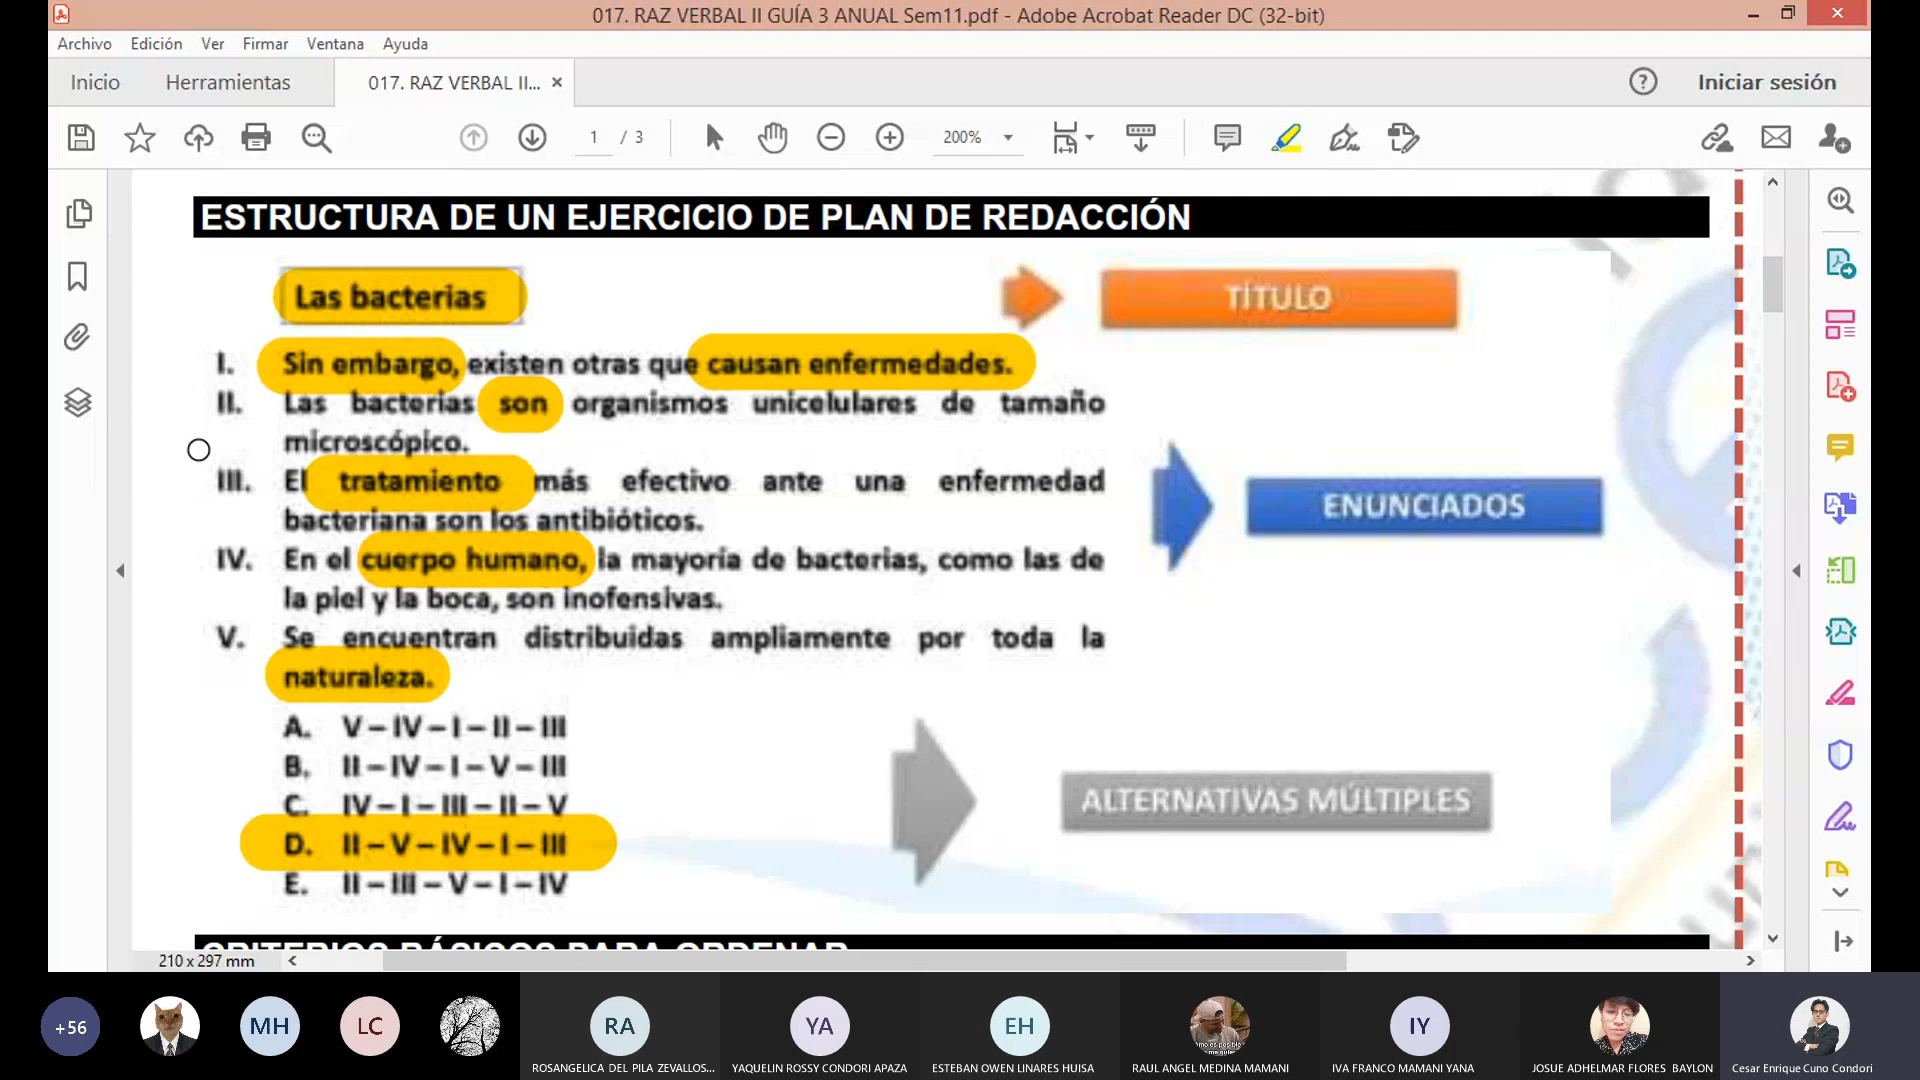 017. RAZ VERBAL II GUÍA 3 ANUAL Sem11.pdf - Adobe Acrobat Reader DC (32-bit)
Archivo Edición Ver Firmar Ventana Ayuda
Inicio Herramientas 017. RAZ VERBAL II... × Iniciar sesión
1 / 3 200%
ESTRUCTURA DE UN EJERCICIO DE PLAN DE REDACCIÓN
Las bacterias
TÍTULO
I. Sin embargo, existen otras que causan enfermedades.
II. Las bacterias son organismos unicelulares de tamaño
microscópico.
III. El tratamiento más efectivo ante una enfermedad
bacteriana son los antibióticos.
IV. En el cuerpo humano, la mayoría de bacterias, como las de
la piel y la boca, son inofensivas.
V. Se encuentran distribuidas ampliamente por toda la
naturaleza.
ENUNCIADOS
A. V – IV – I – II – III
B. II – IV – I – V – III
C. IV – I – III – II – V
D. II – V – IV – I – III
E. II – III – V – I – IV
ALTERNATIVAS MÚLTIPLES
CRITERIOS BÁSICOS PARA ORDENAR
210 x 297 mm
+56 MH LC RA YA EH IY
ROSANGELICA DEL PILA ZEVALLOS... YAQUELIN ROSSY CONDORI APAZA ESTEBAN OWEN LINARES HUISA RAUL ANGEL MEDINA MAMANI IVA FRANCO MAMANI YANA JOSUE ADHELMAR FLORES BAYLON Cesar Enrique Cuno Condori